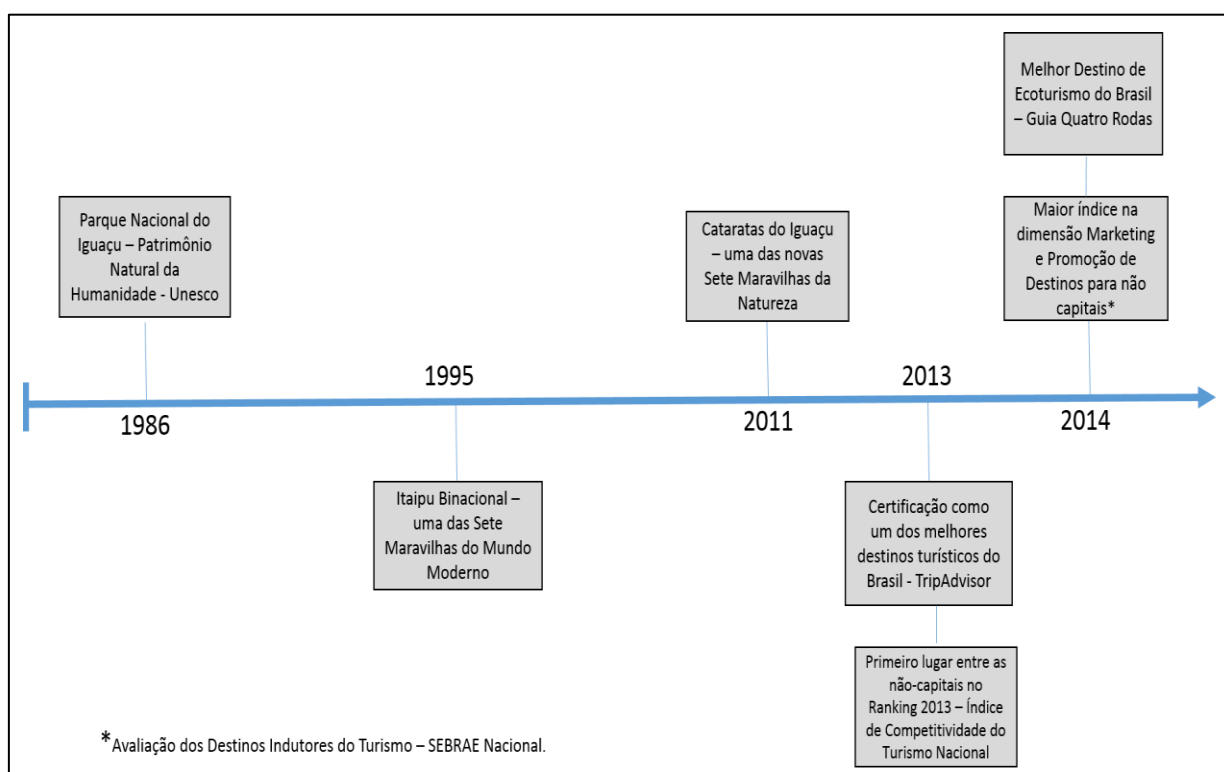 Melhor Destino de
Ecoturismo do Brasil
– Guia Quatro Rodas
Parque Nacional do
Iguaçu – Patrimônio
Natural da
Humanidade - Unesco
Cataratas do Iguaçu
– uma das novas
Sete Maravilhas da
Natureza
Maior índice na
dimensão Marketing
e Promoção de
Destinos para não
capitais*
1995
2013
1986
2011
2014
Itaipu Binacional –
uma das Sete
Maravilhas do Mundo
Moderno
Certificação como
um dos melhores
destinos turísticos do
Brasil - TripAdvisor
Primeiro lugar entre as
não-capitais no
Ranking 2013 – Índice
de Competitividade do
Turismo Nacional
*Avaliação dos Destinos Indutores do Turismo – SEBRAE Nacional.